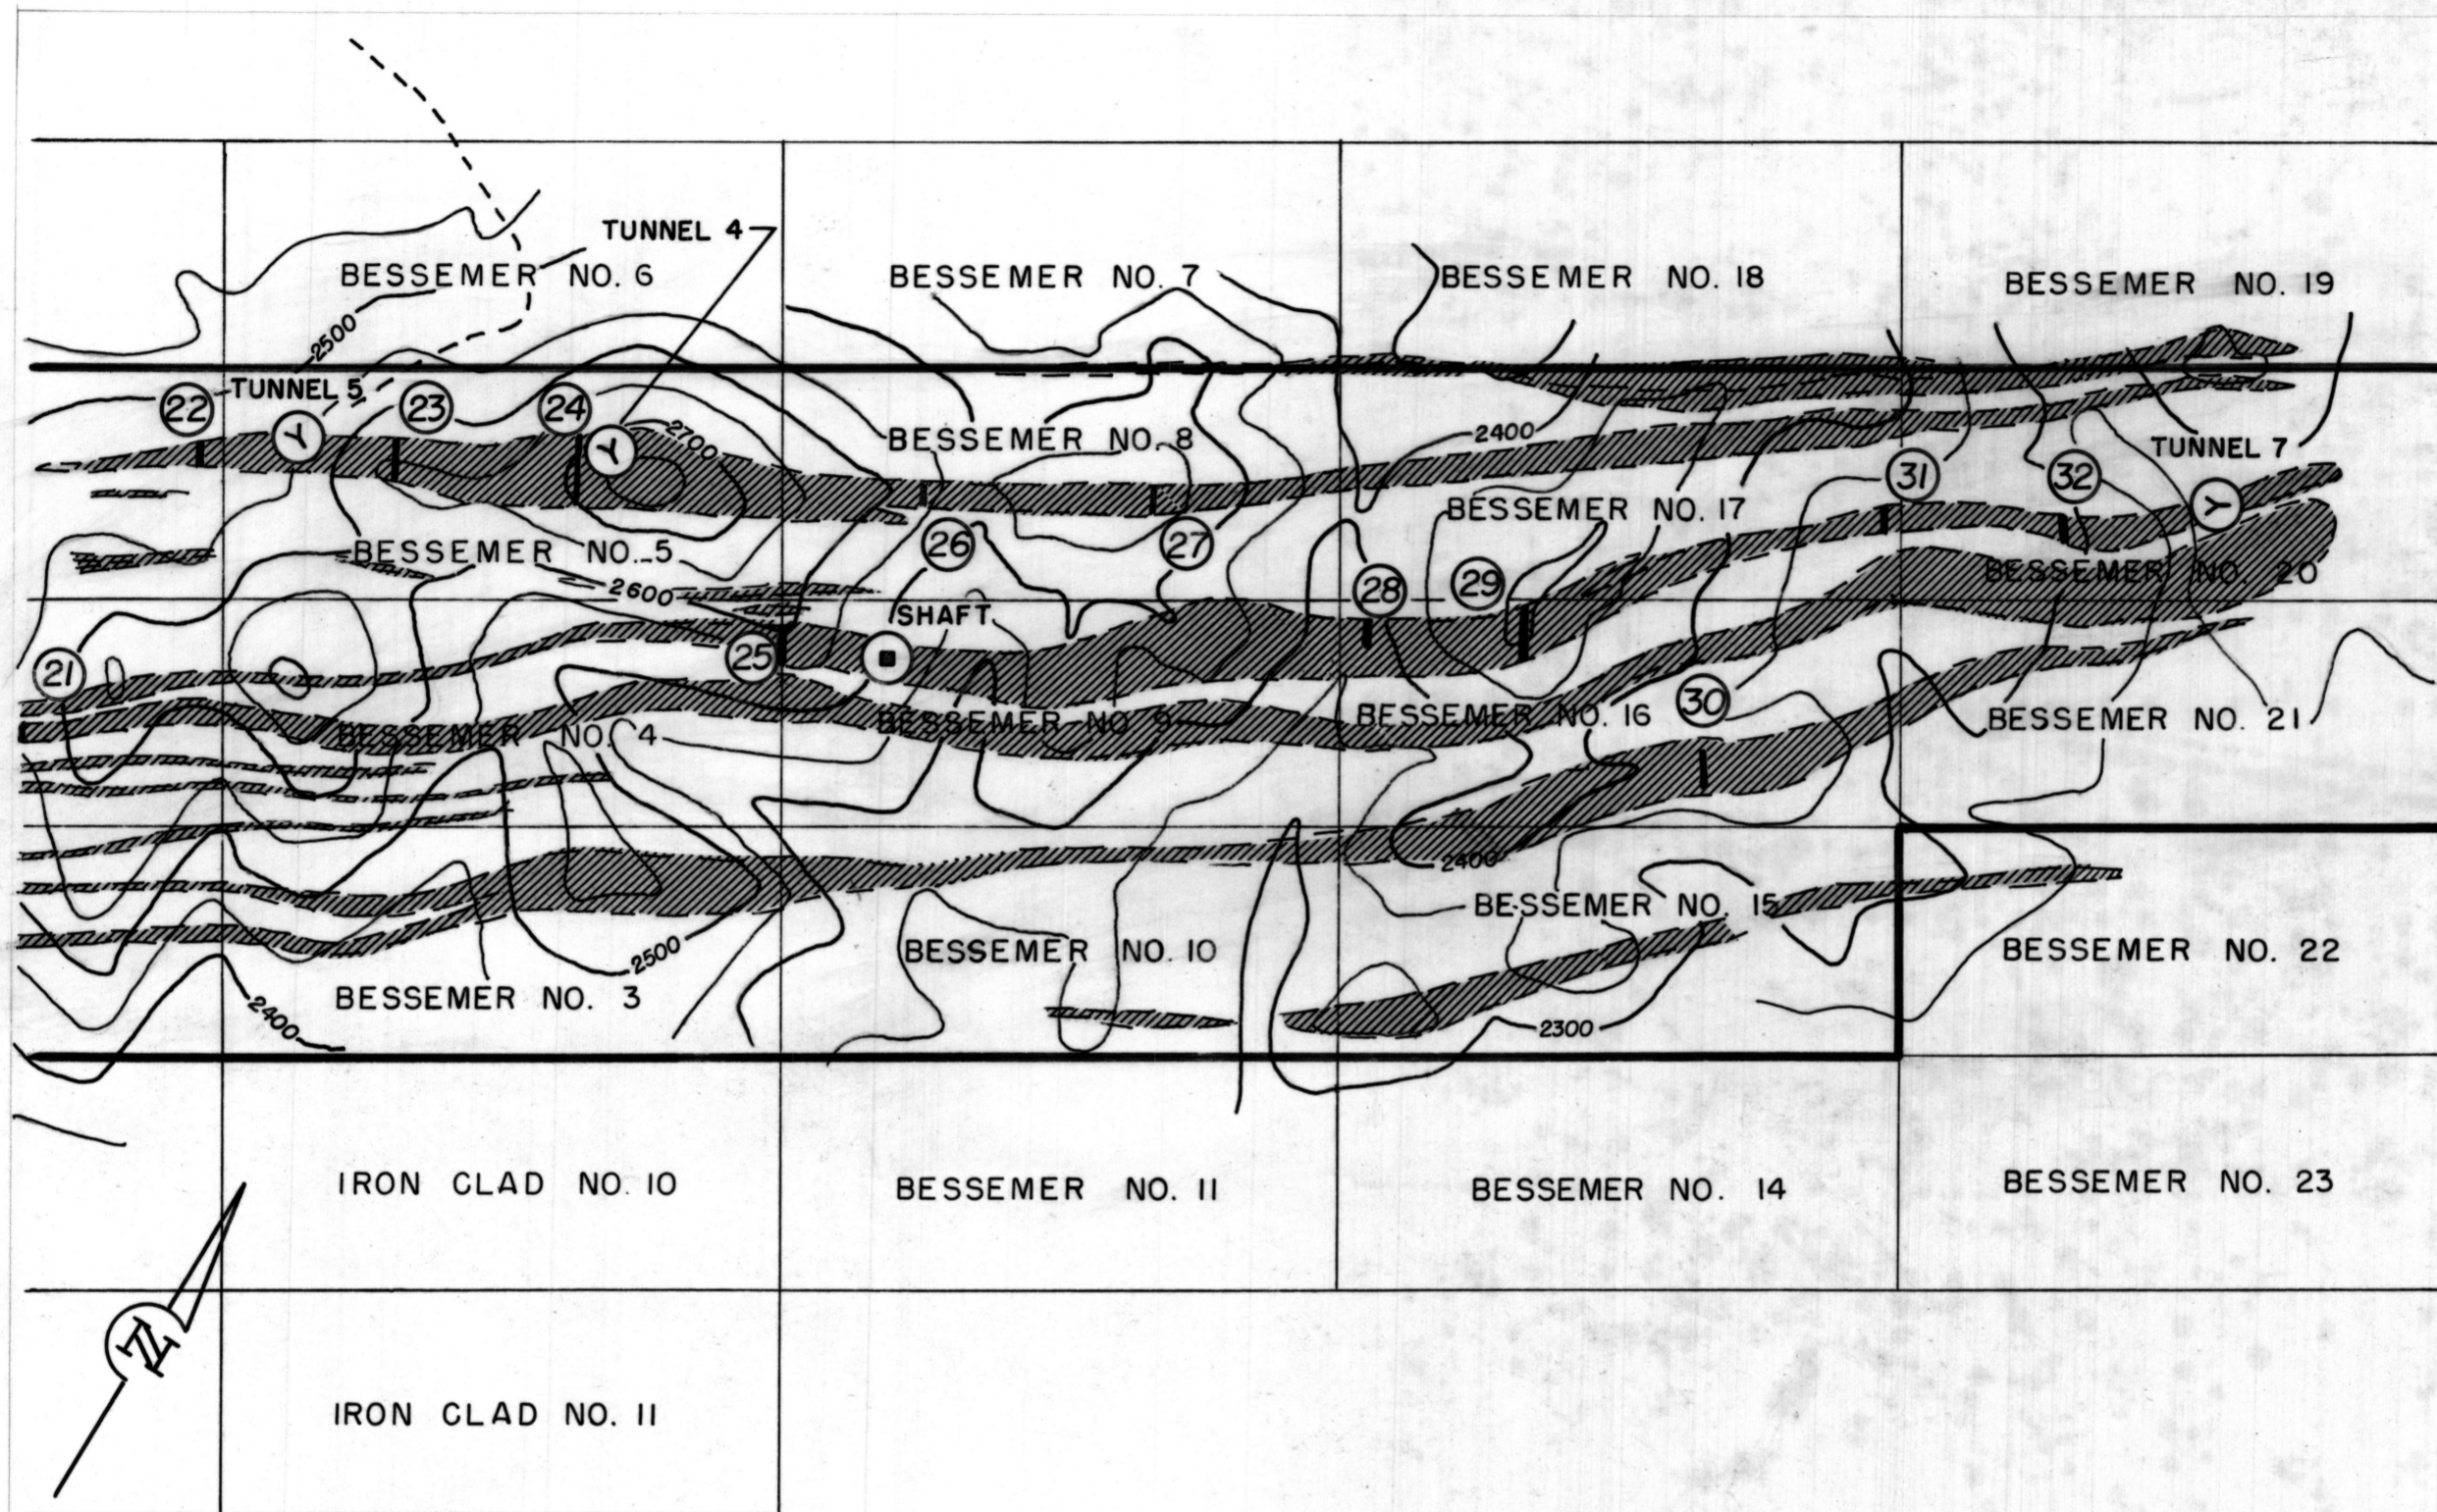 TUNNEL 4
BESSEMER NO. 6
BESSEMER NO. 7
BESSEMER NO. 18
BESSEMER NO. 19
2500
TUNNEL 5
22
23
24
Y
Y
2700
BESSEMER NO. 8
2400
TUNNEL 7
31
32
Y
BESSEMER NO. 17
BESSEMER NO. 5
26
27
28
29
BESSEMER NO. 20
2600
SHAFT
21
25
30
BESSEMER NO. 4
BESSEMER NO. 9
BESSEMER NO. 16
BESSEMER NO. 21
2400
BESSEMER NO. 15
2500
BESSEMER NO. 10
BESSEMER NO. 22
BESSEMER NO. 3
2400
2300
IRON CLAD NO. 10
BESSEMER NO. 11
BESSEMER NO. 14
BESSEMER NO. 23
N
IRON CLAD NO. 11